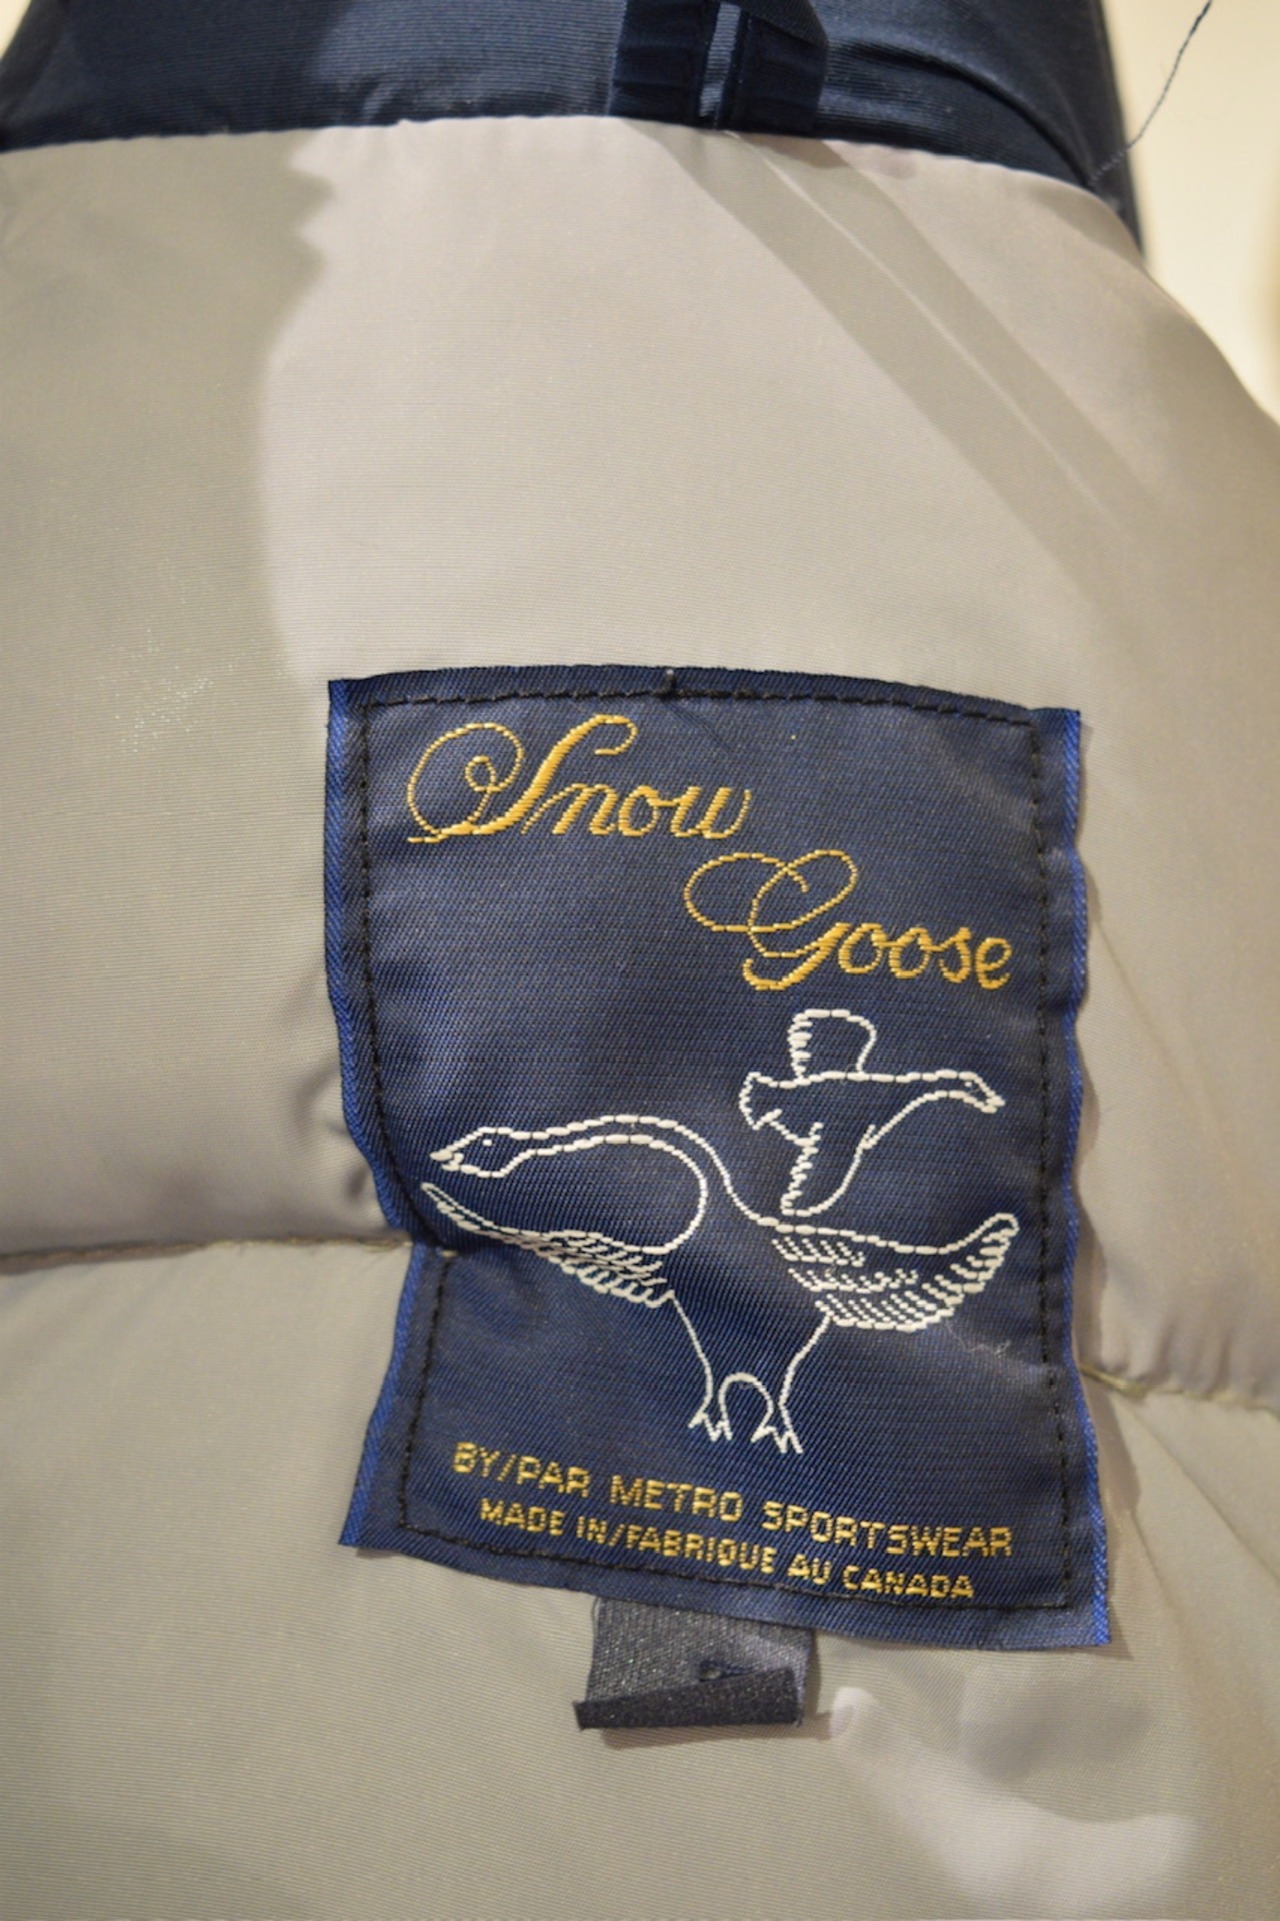 Snow
Goose
BY/PAR METRO SPORTSWEAR
MADE IN/FABRIQUE AU CANADA